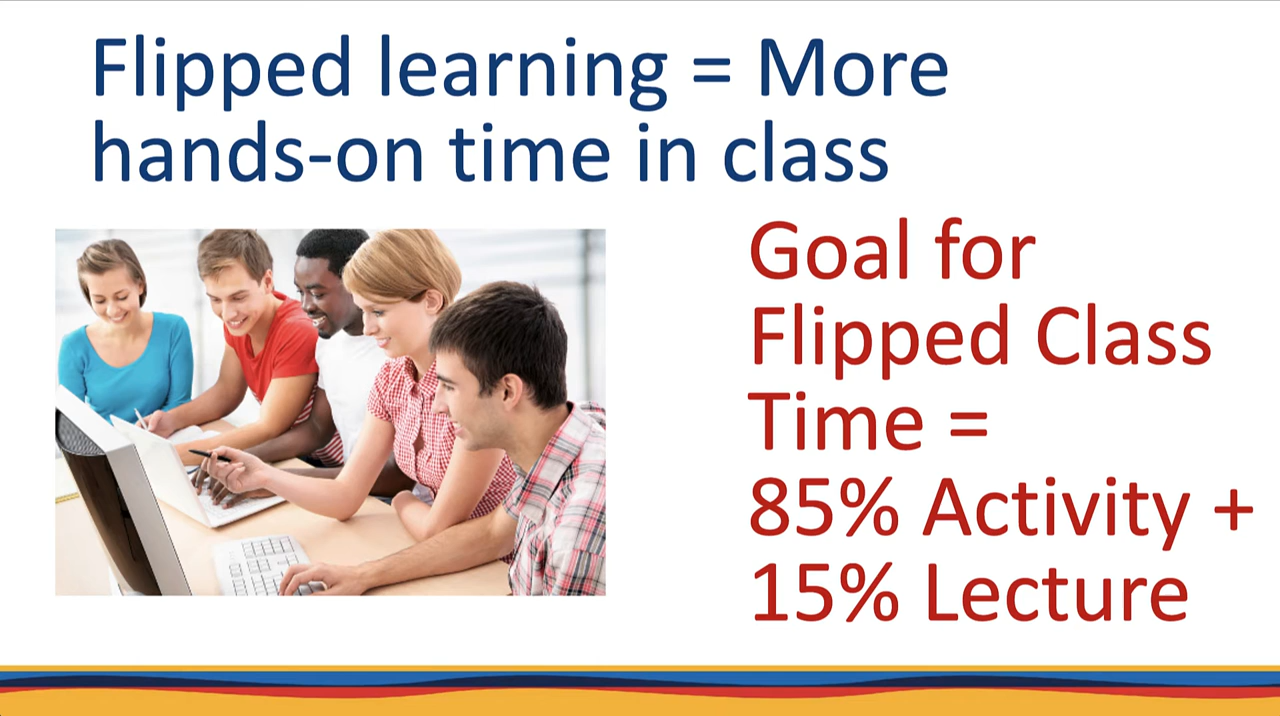 Flipped learning = More
hands-on time in class
Goal for
Flipped Class
Time =
85% Activity +
15% Lecture